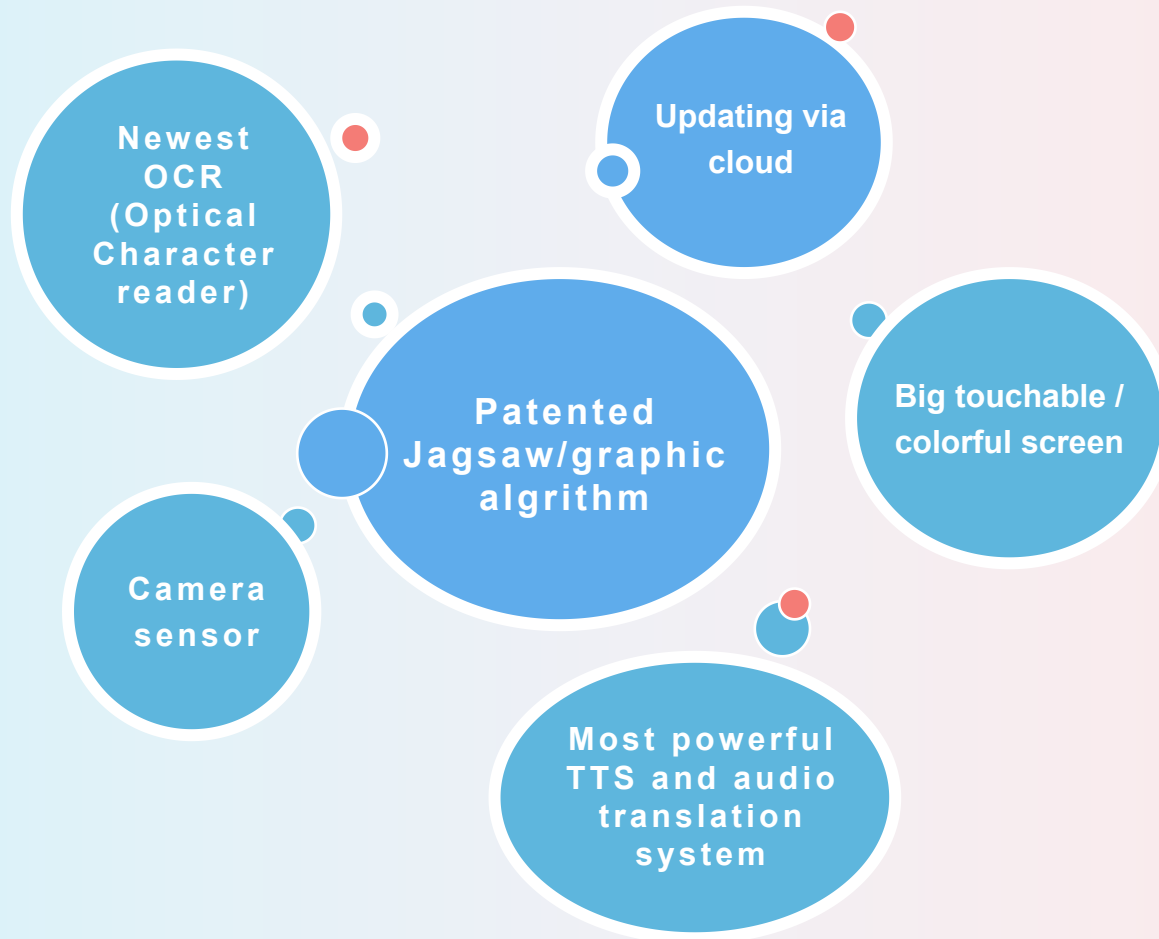 Newest
OCR
(Optical
Character
reader)
Updating via
cloud
Patented
Jagsaw/graphic
algrithm
Big touchable /
colorful screen
Camera
sensor
Most powerful
TTS and audio
translation
system